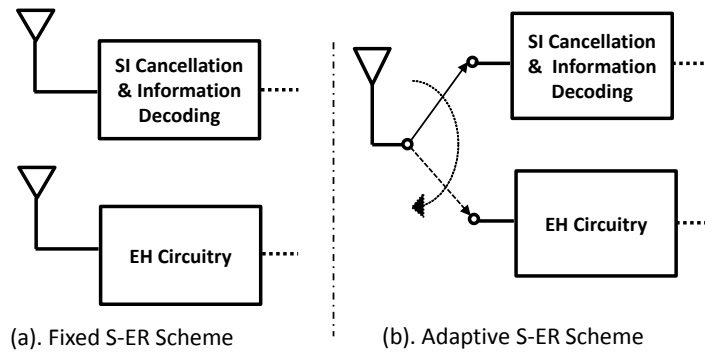 SI Cancellation
& Information
Decoding
EH Circuitry
(a). Fixed S-ER Scheme
SI Cancellation
& Information
Decoding
EH Circuitry
(b). Adaptive S-ER Scheme